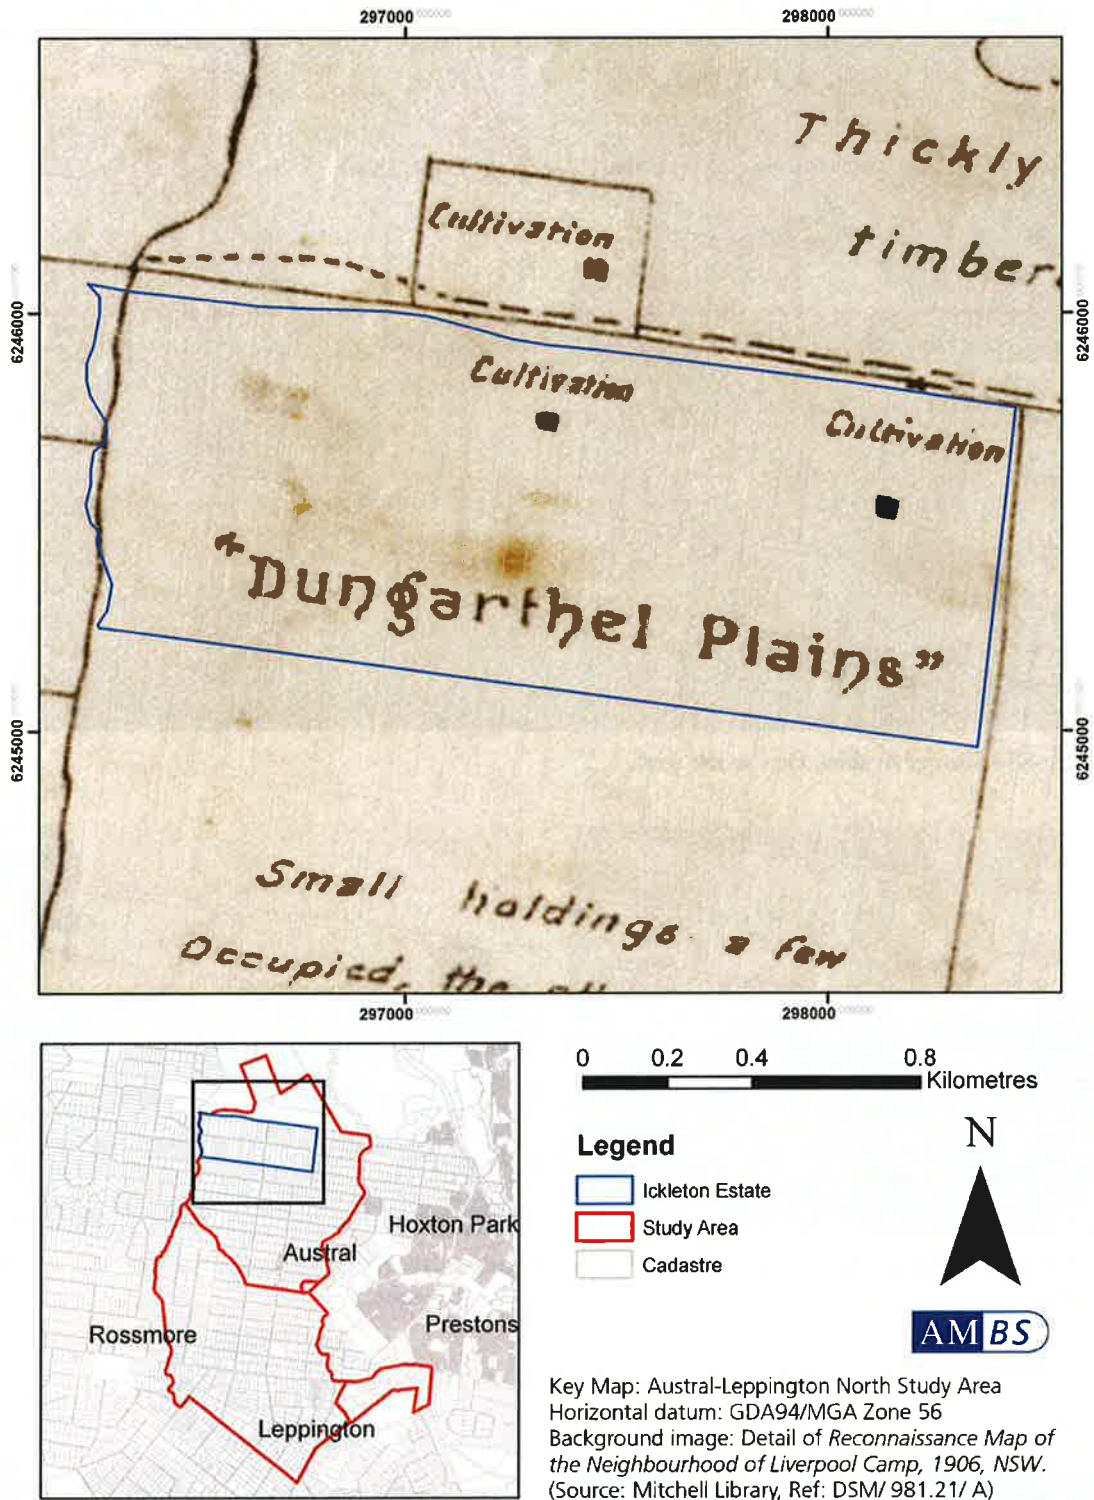 297000
298000
Thickly
timber
Cultivation
6246000
6246000
Cultivation
Cultivation
"Dungarthel Plains"
6245000
6245000
Small holdings a few
Occupied, the
297000
298000
0 0.2 0.4 0.8
Kilometres
Legend
Ickleton Estate
Study Area
Cadastre
N
Hoxton Park
Austral
Rossmore
Prestons
Leppington
AMBS
Key Map: Austral-Leppington North Study Area
Horizontal datum: GDA94/MGA Zone 56
Background image: Detail of Reconnaissance Map of
the Neighbourhood of Liverpool Camp, 1906, NSW.
(Source: Mitchell Library, Ref: DSM/ 981.21/ A)